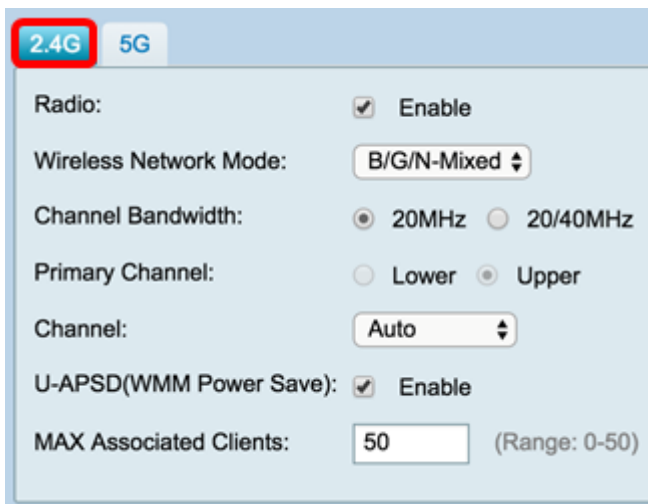 2.4G 5G
Radio: Enable
Wireless Network Mode: B/G/N-Mixed
Channel Bandwidth: 20MHz 20/40MHz
Primary Channel: Lower Upper
Channel: Auto
U-APSD(WMM Power Save): Enable
MAX Associated Clients: 50 (Range: 0-50)